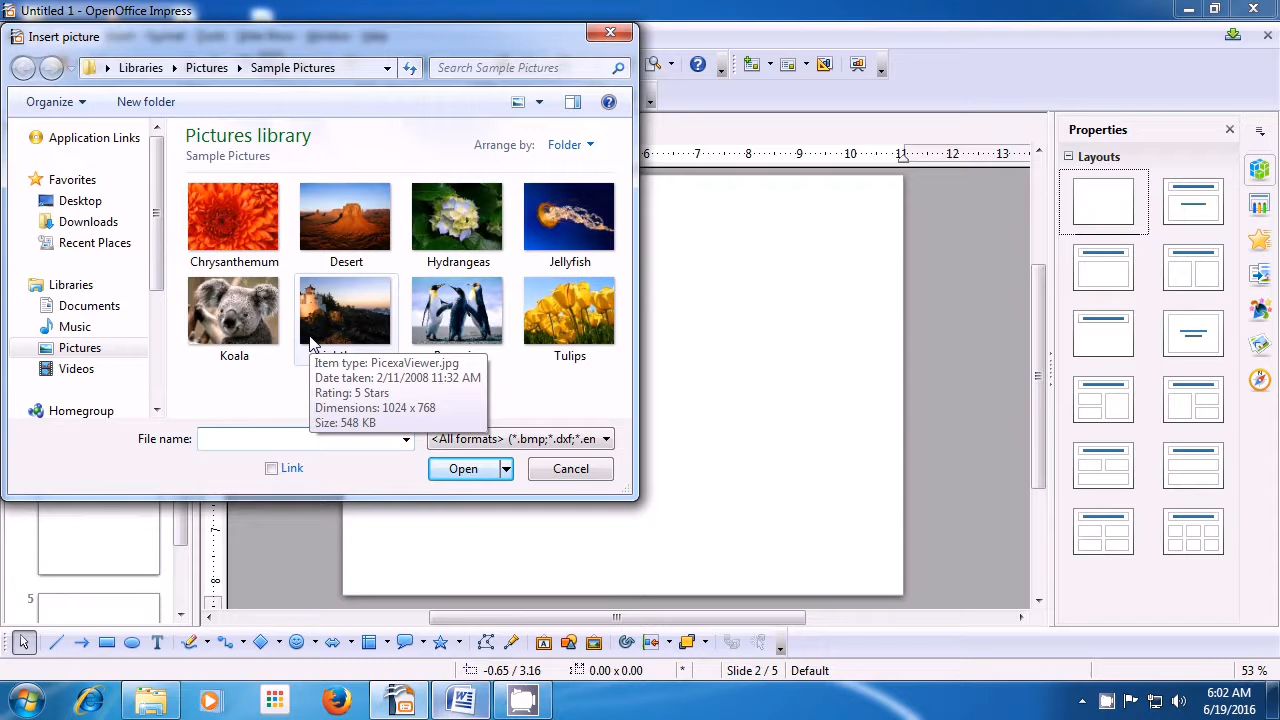 Untitled 1 - OpenOffice Impress
Insert picture
Libraries Pictures Sample Pictures
Search Sample Pictures
Organize
New folder
Application Links
Favorites
Desktop
Downloads
Recent Places
Libraries
Documents
Music
Pictures
Videos
Homegroup
Pictures library
Sample Pictures
Arrange by: Folder
Chrysanthemum
Desert
Hydrangeas
Jellyfish
Koala
Tulips
Item type: PicexaViewer.jpg
Date taken: 2/11/2008 11:32 AM
Rating: 5 Stars
Dimensions: 1024 x 768
Size: 548 KB
File name:
<All formats> (*.bmp;*.dxf;*.en
Link
Open
Cancel
6 7 8 9 10 11 12 13
7
8
5
Properties
Layouts
-0.65 / 3.16
0.00 x 0.00
*
Slide 2 / 5
Default
53 %
6:02 AM
6/19/2016